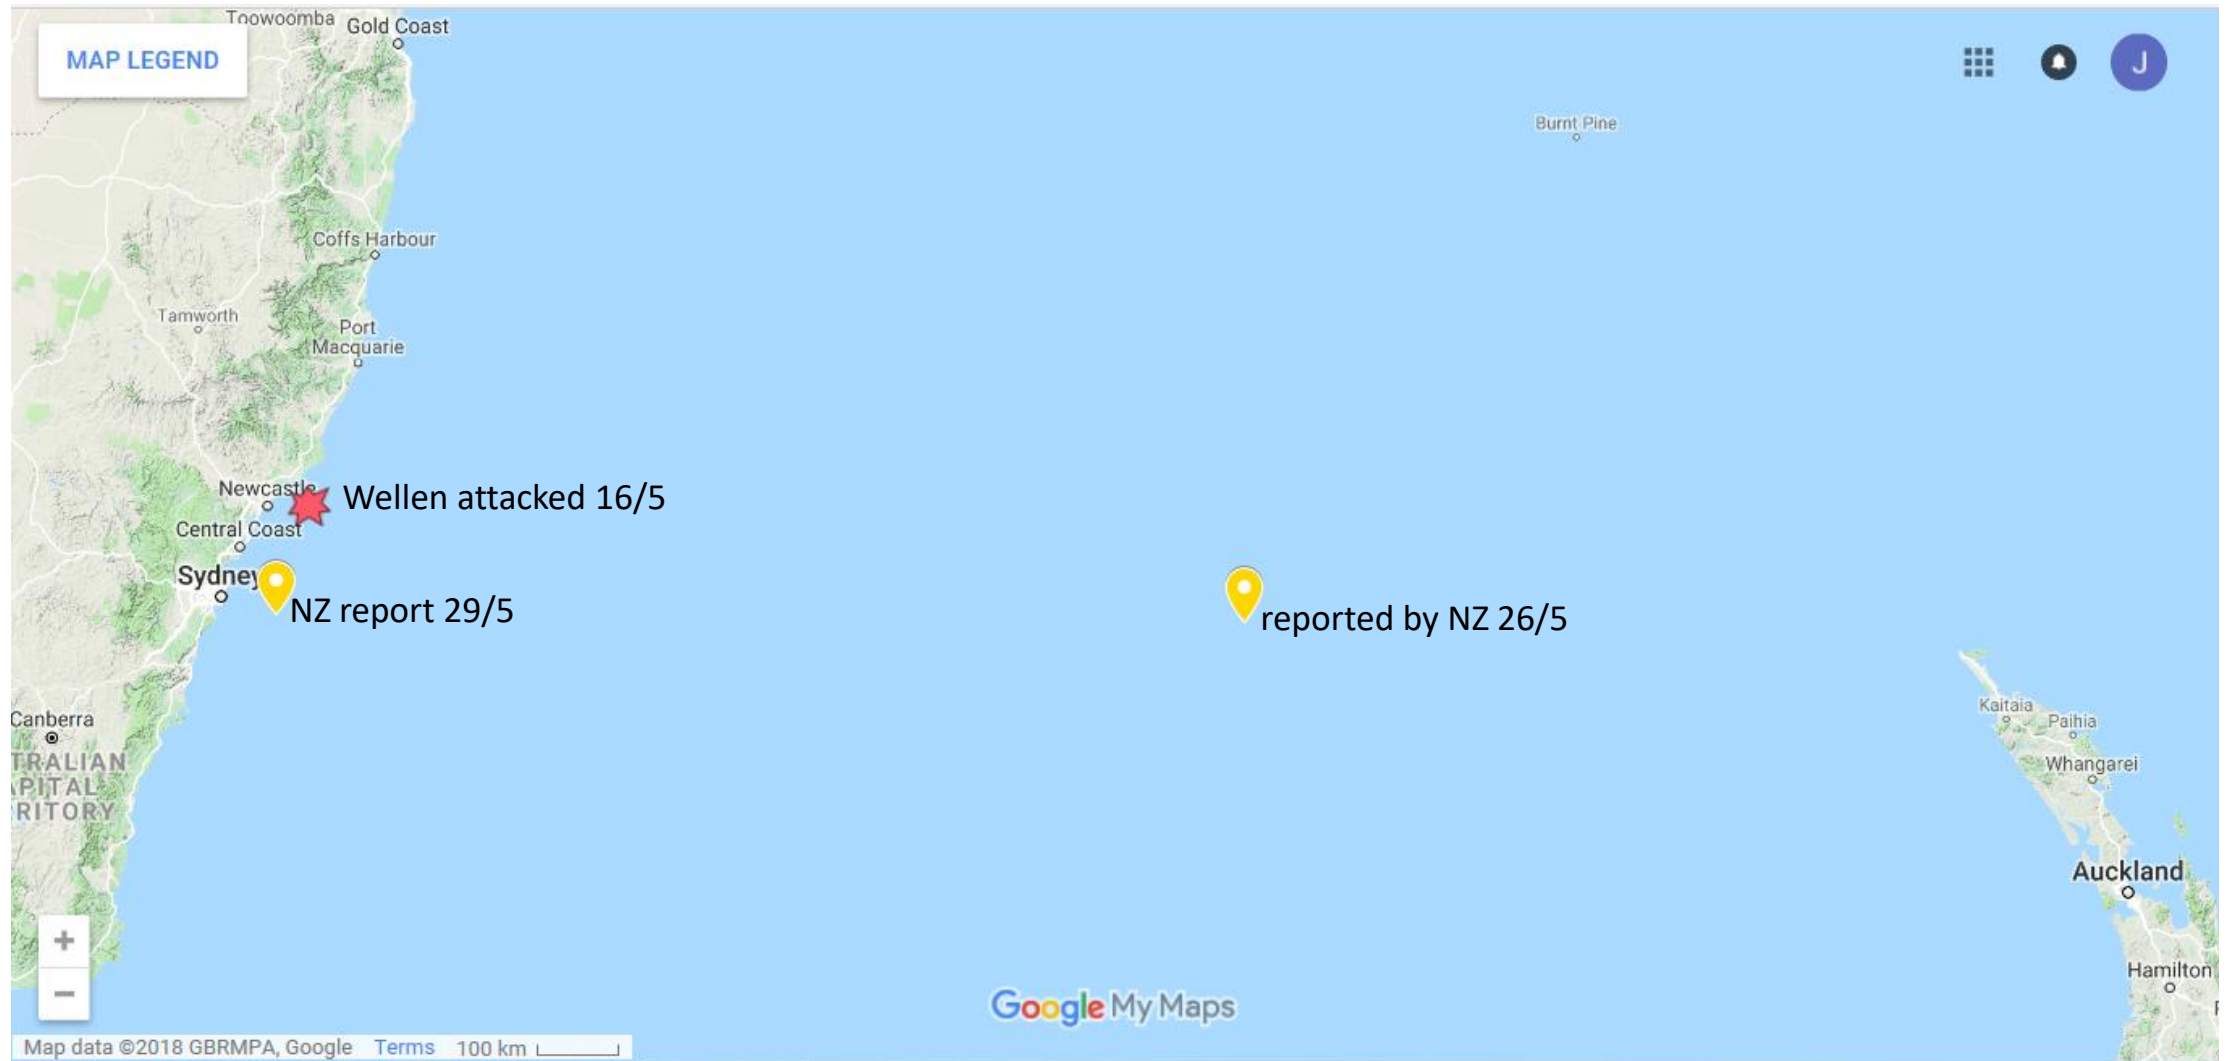 Toowoomba
Gold Coast
MAP LEGEND
J
Burnt Pine
Coffs Harbour
Tamworth
Port
Macquarie
Newcastle
Wellen attacked 16/5
Central Coast
Sydney
NZ report 29/5
reported by NZ 26/5
Kaitaia
Paihia
Canberra
TRALIAN
APITAL
RITORY
Whangarei
Auckland
+
Hamilton
−
Google My Maps
Map data ©2018 GBRMPA, Google Terms 100 km